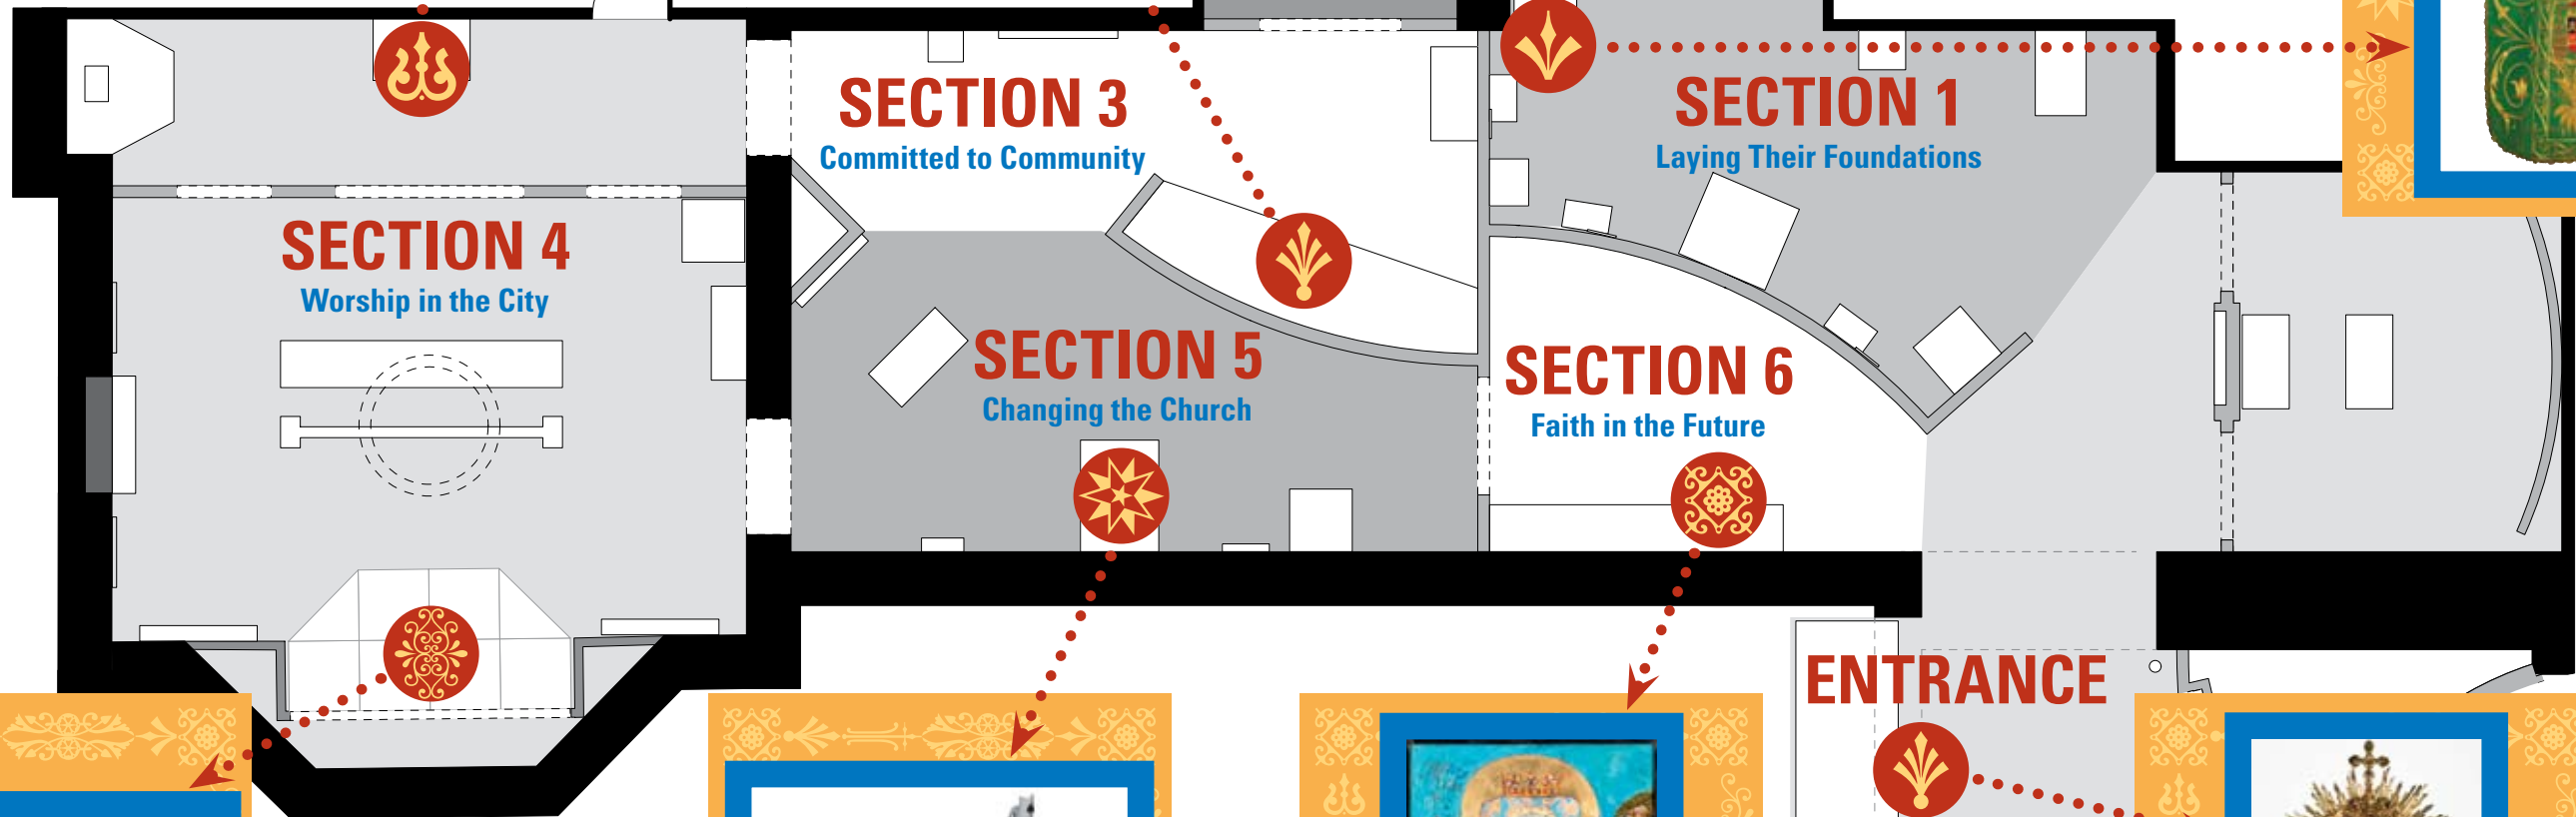 SECTION 3
Committed to Community
SECTION 1
Laying Their Foundations
SECTION 4
Worship in the City
SECTION 5
Changing the Church
SECTION 6
Faith in the Future
ENTRANCE